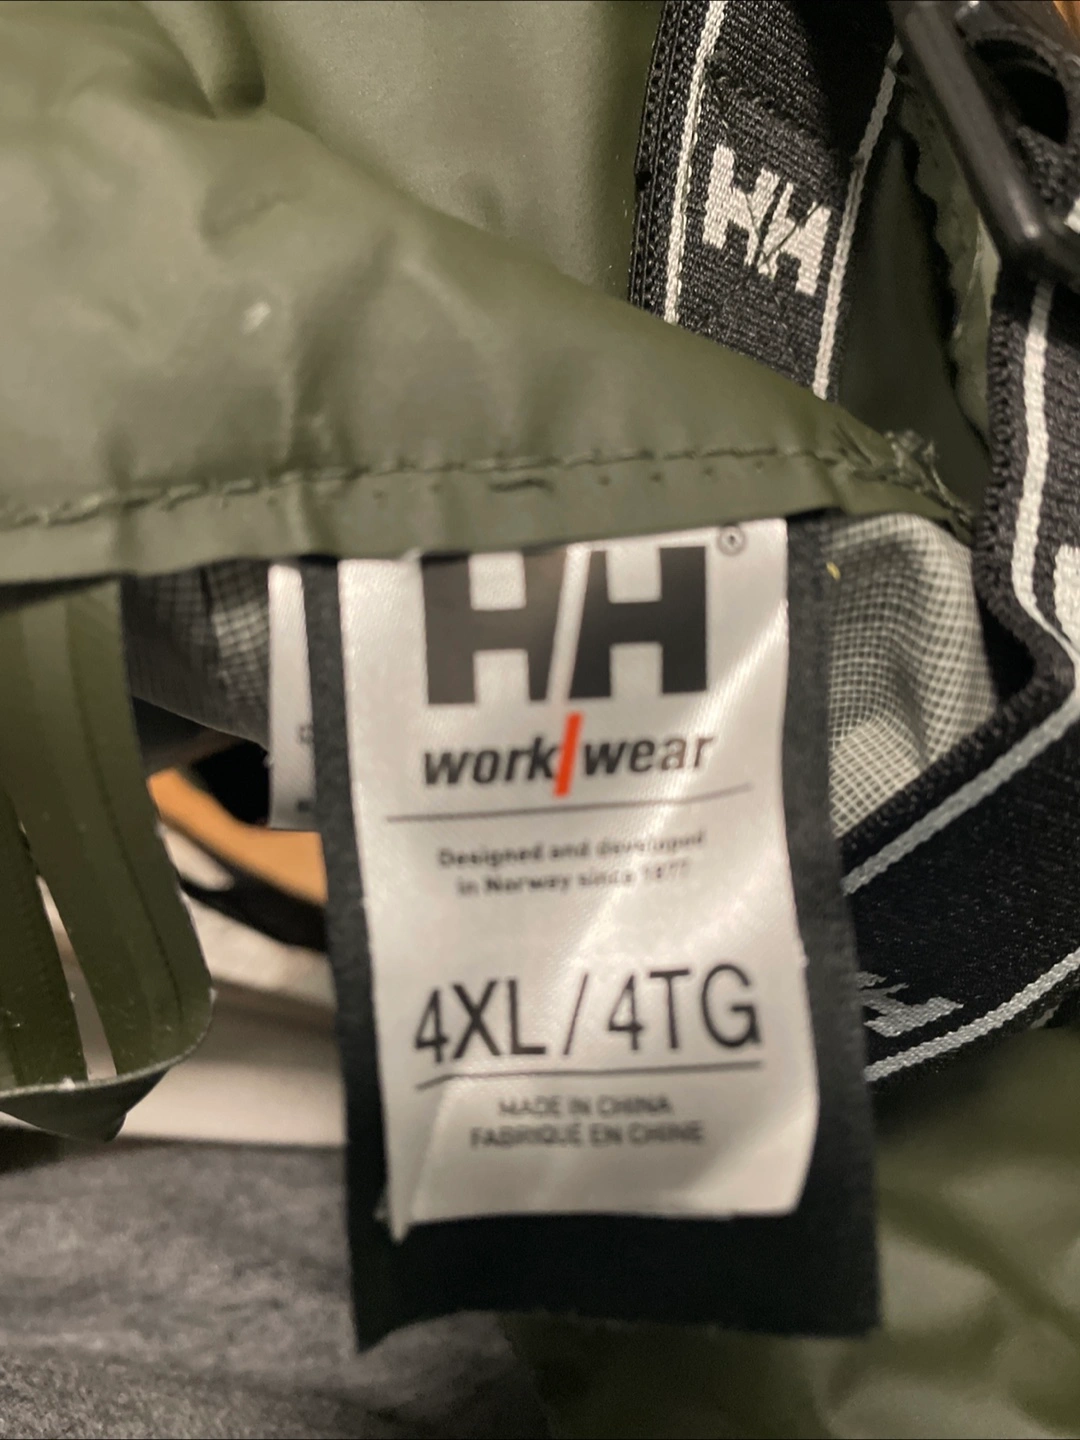 HH
HH®
work/wear
Designed and developed
in Norway since 1877
4XL/4TG
MADE IN CHINA
FABRIQUÉ EN CHINE